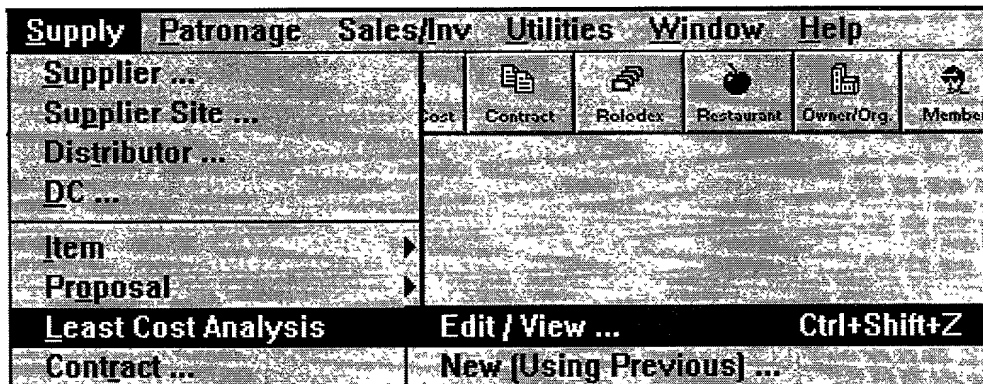 Supply Patronage Sales/Inv Utilities Window Help
Supplier ...
Supplier Site ...
Distributor ...
DC ...
Cost Contract Rolodex Restaurant Owner/Org. Member
Item
Proposal
Least Cost Analysis Edit / View ... Ctrl+Shift+Z
Contract ... New (Using Previous) ...